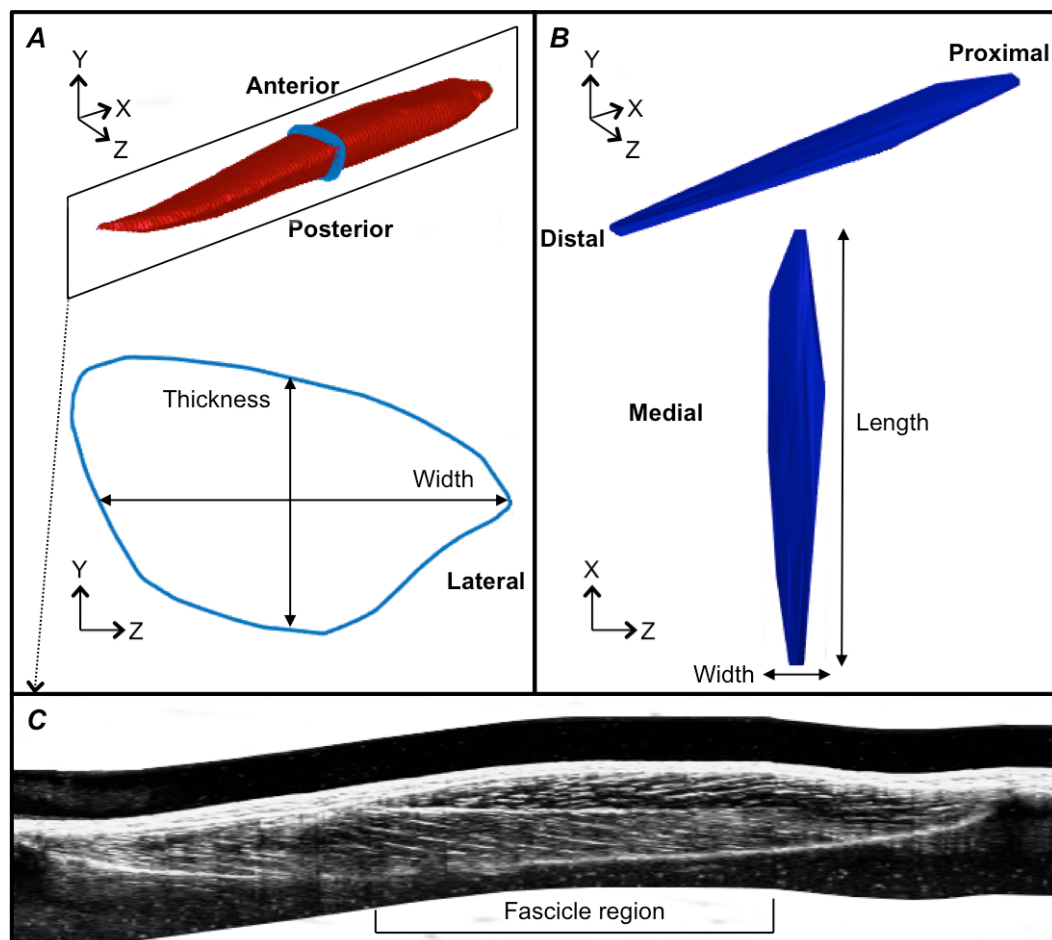 A
Y
X
Z
Anterior
Posterior
Thickness
Width
Lateral
Y
Z
B
Proximal
Y
X
Z
Distal
Medial
Length
X
Z
Width
C
Fascicle region